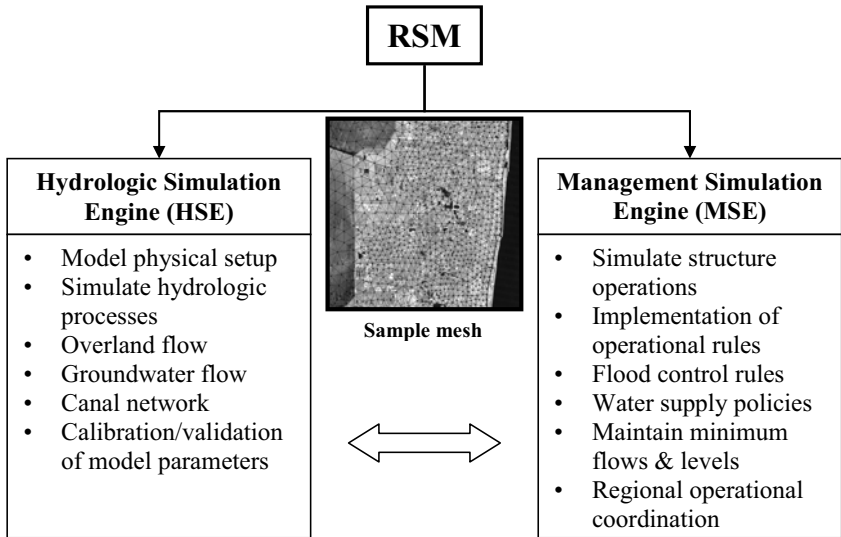 RSM
Hydrologic Simulation
Engine (HSE)
• Model physical setup
• Simulate hydrologic
processes
• Overland flow
• Groundwater flow
• Canal network
• Calibration/validation
of model parameters
Sample mesh
Management Simulation
Engine (MSE)
• Simulate structure
operations
• Implementation of
operational rules
• Flood control rules
• Water supply policies
• Maintain minimum
flows & levels
• Regional operational
coordination